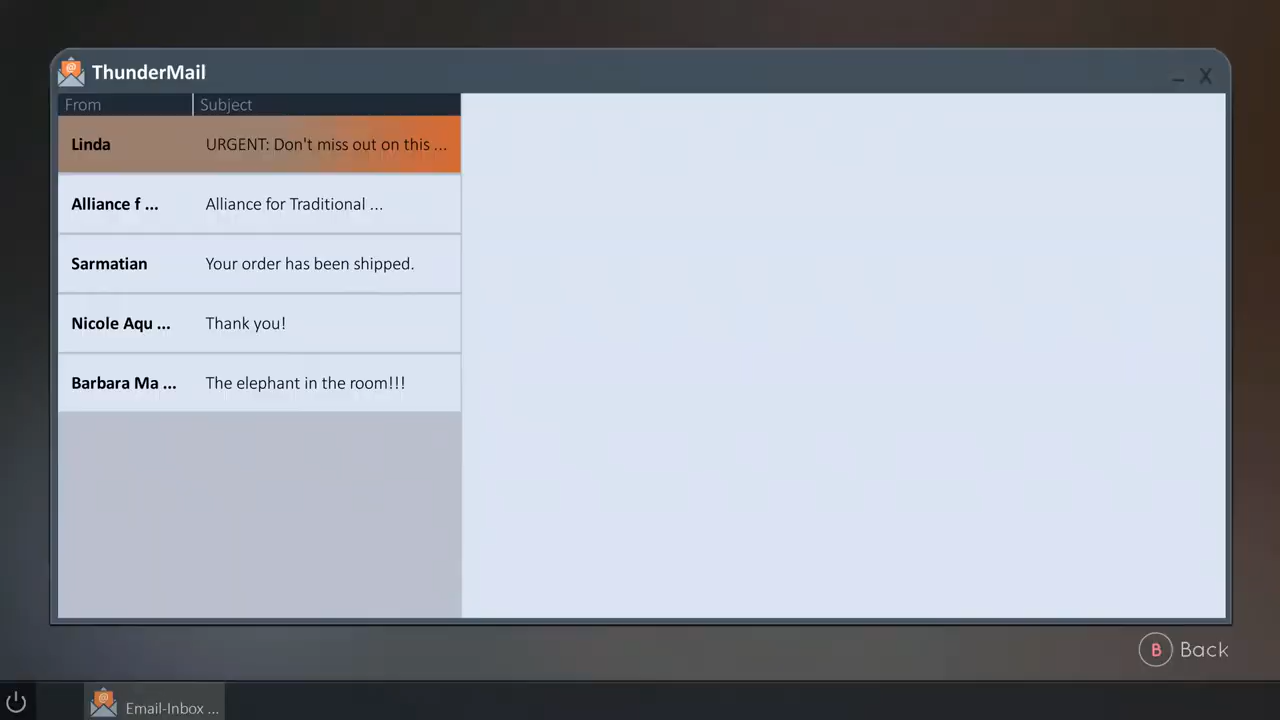 ThunderMail
From Subject
Linda URGENT: Don't miss out on this ...
Alliance f ... Alliance for Traditional ...
Sarmatian Your order has been shipped.
Nicole Aqu ... Thank you!
Barbara Ma ... The elephant in the room!!!
B Back
Email-Inbox ...